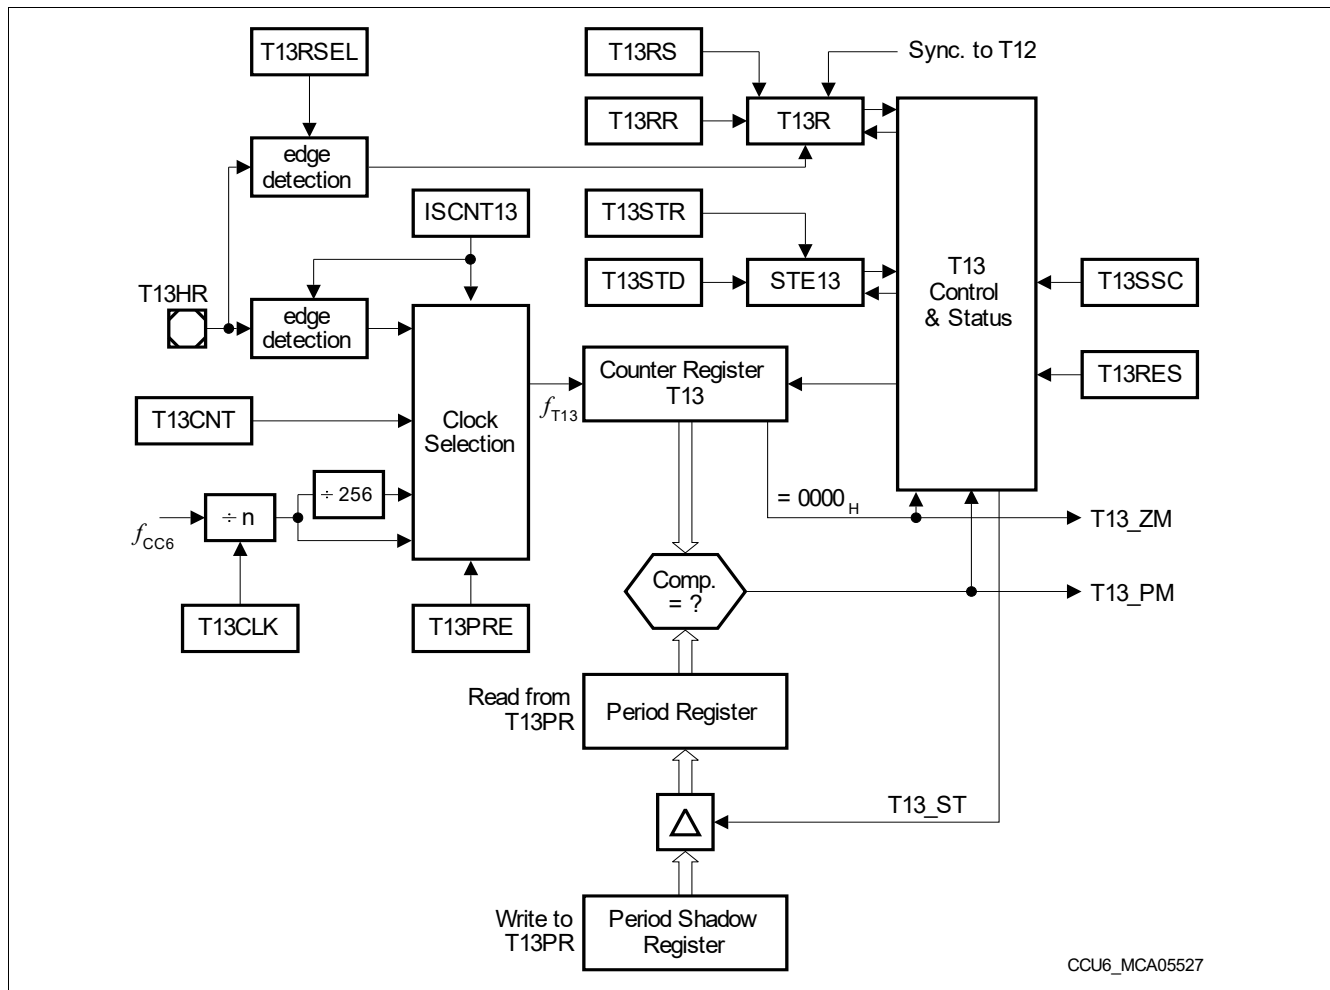 T13RSEL
T13RS
Sync. to T12
T13RR
T13R
edge
detection
ISCNT13
T13STR
T13STD
STE13
T13
Control
& Status
T13SSC
T13HR
edge
detection
T13RES
Counter Register
T13
fT13
T13CNT
Clock
Selection
÷ 256
= 0000H
÷ n
fCC6
T13_ZM
Comp.
= ?
T13_PM
T13CLK
T13PRE
Read from
T13PR
Period Register
T13_ST
Write to
T13PR
Period Shadow
Register
CCU6_MCA05527